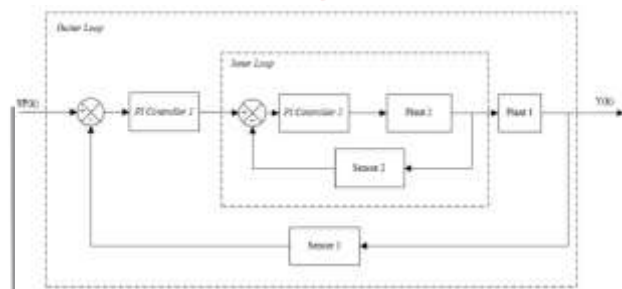 Outer Loop
Inner Loop
SP(k)
PI Controller 1
PI Controller 2
Plant 2
Plant 1
Y(k)
Sensor 2
Sensor 1